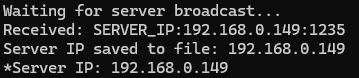 Waiting for server broadcast...
Received: SERVER_IP:192.168.0.149:1235
Server IP saved to file: 192.168.0.149
*Server IP: 192.168.0.149